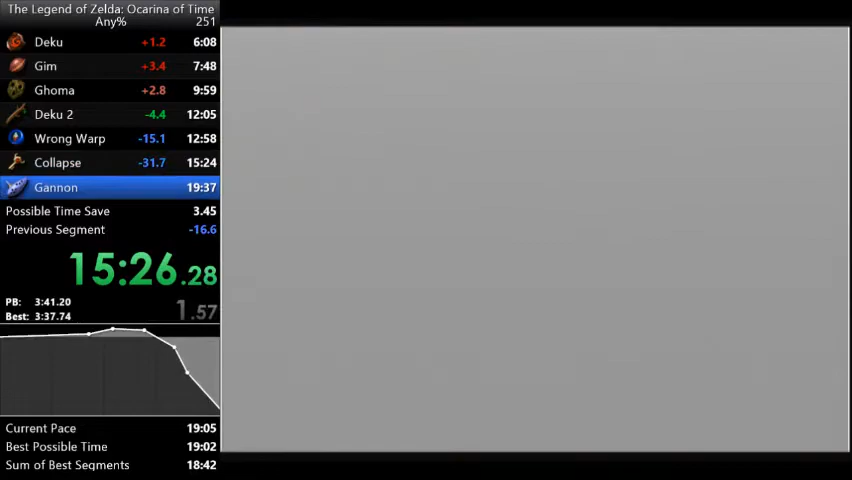 The Legend of Zelda: Ocarina of Time
Any% 251
Deku +1.2 6:08
Gim +3.4 7:48
Ghoma +2.8 9:59
Deku 2 -4.4 12:05
Wrong Warp -15.1 12:58
Collapse -31.7 15:24
Gannon 19:37
Possible Time Save 3.45
Previous Segment -16.6
15:26.28
PB: 3:41.20
Best: 3:37.74
1.57
Current Pace 19:05
Best Possible Time 19:02
Sum of Best Segments 18:42